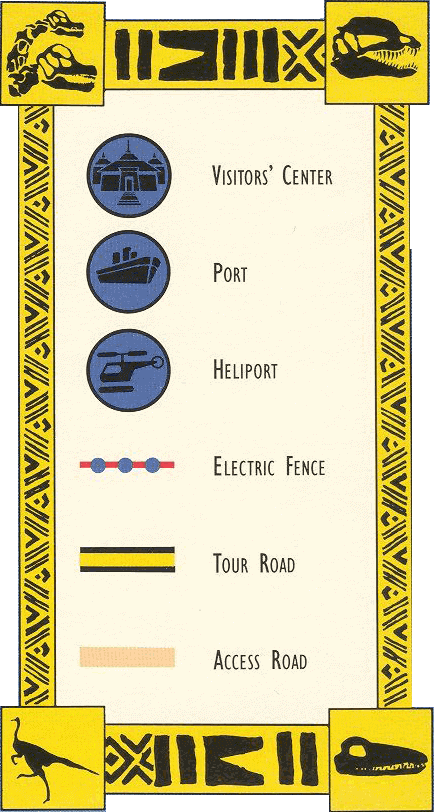 Visitors' Center
Port
Heliport
Electric Fence
Tour Road
Access Road